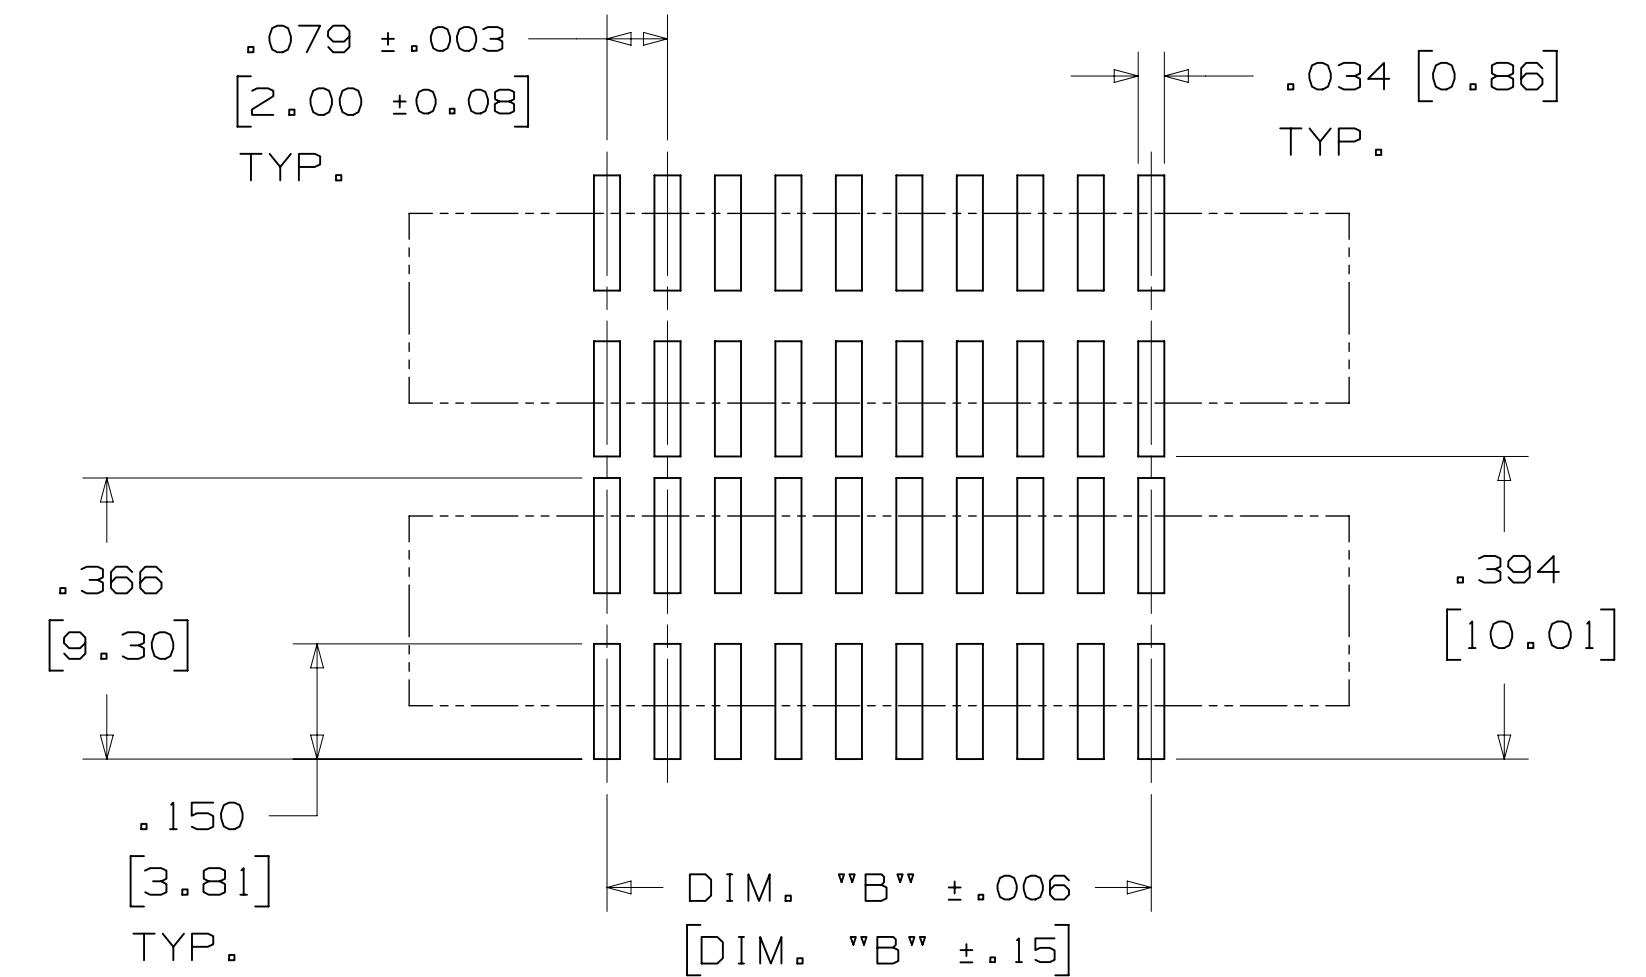 .079 ±.003
[2.00 ±0.08]
TYP.
.034 [0.86]
TYP.
.366
[9.30]
.394
[10.01]
.150
[3.81]
TYP.
DIM. "B" ±.006
[DIM. "B" ±.15]